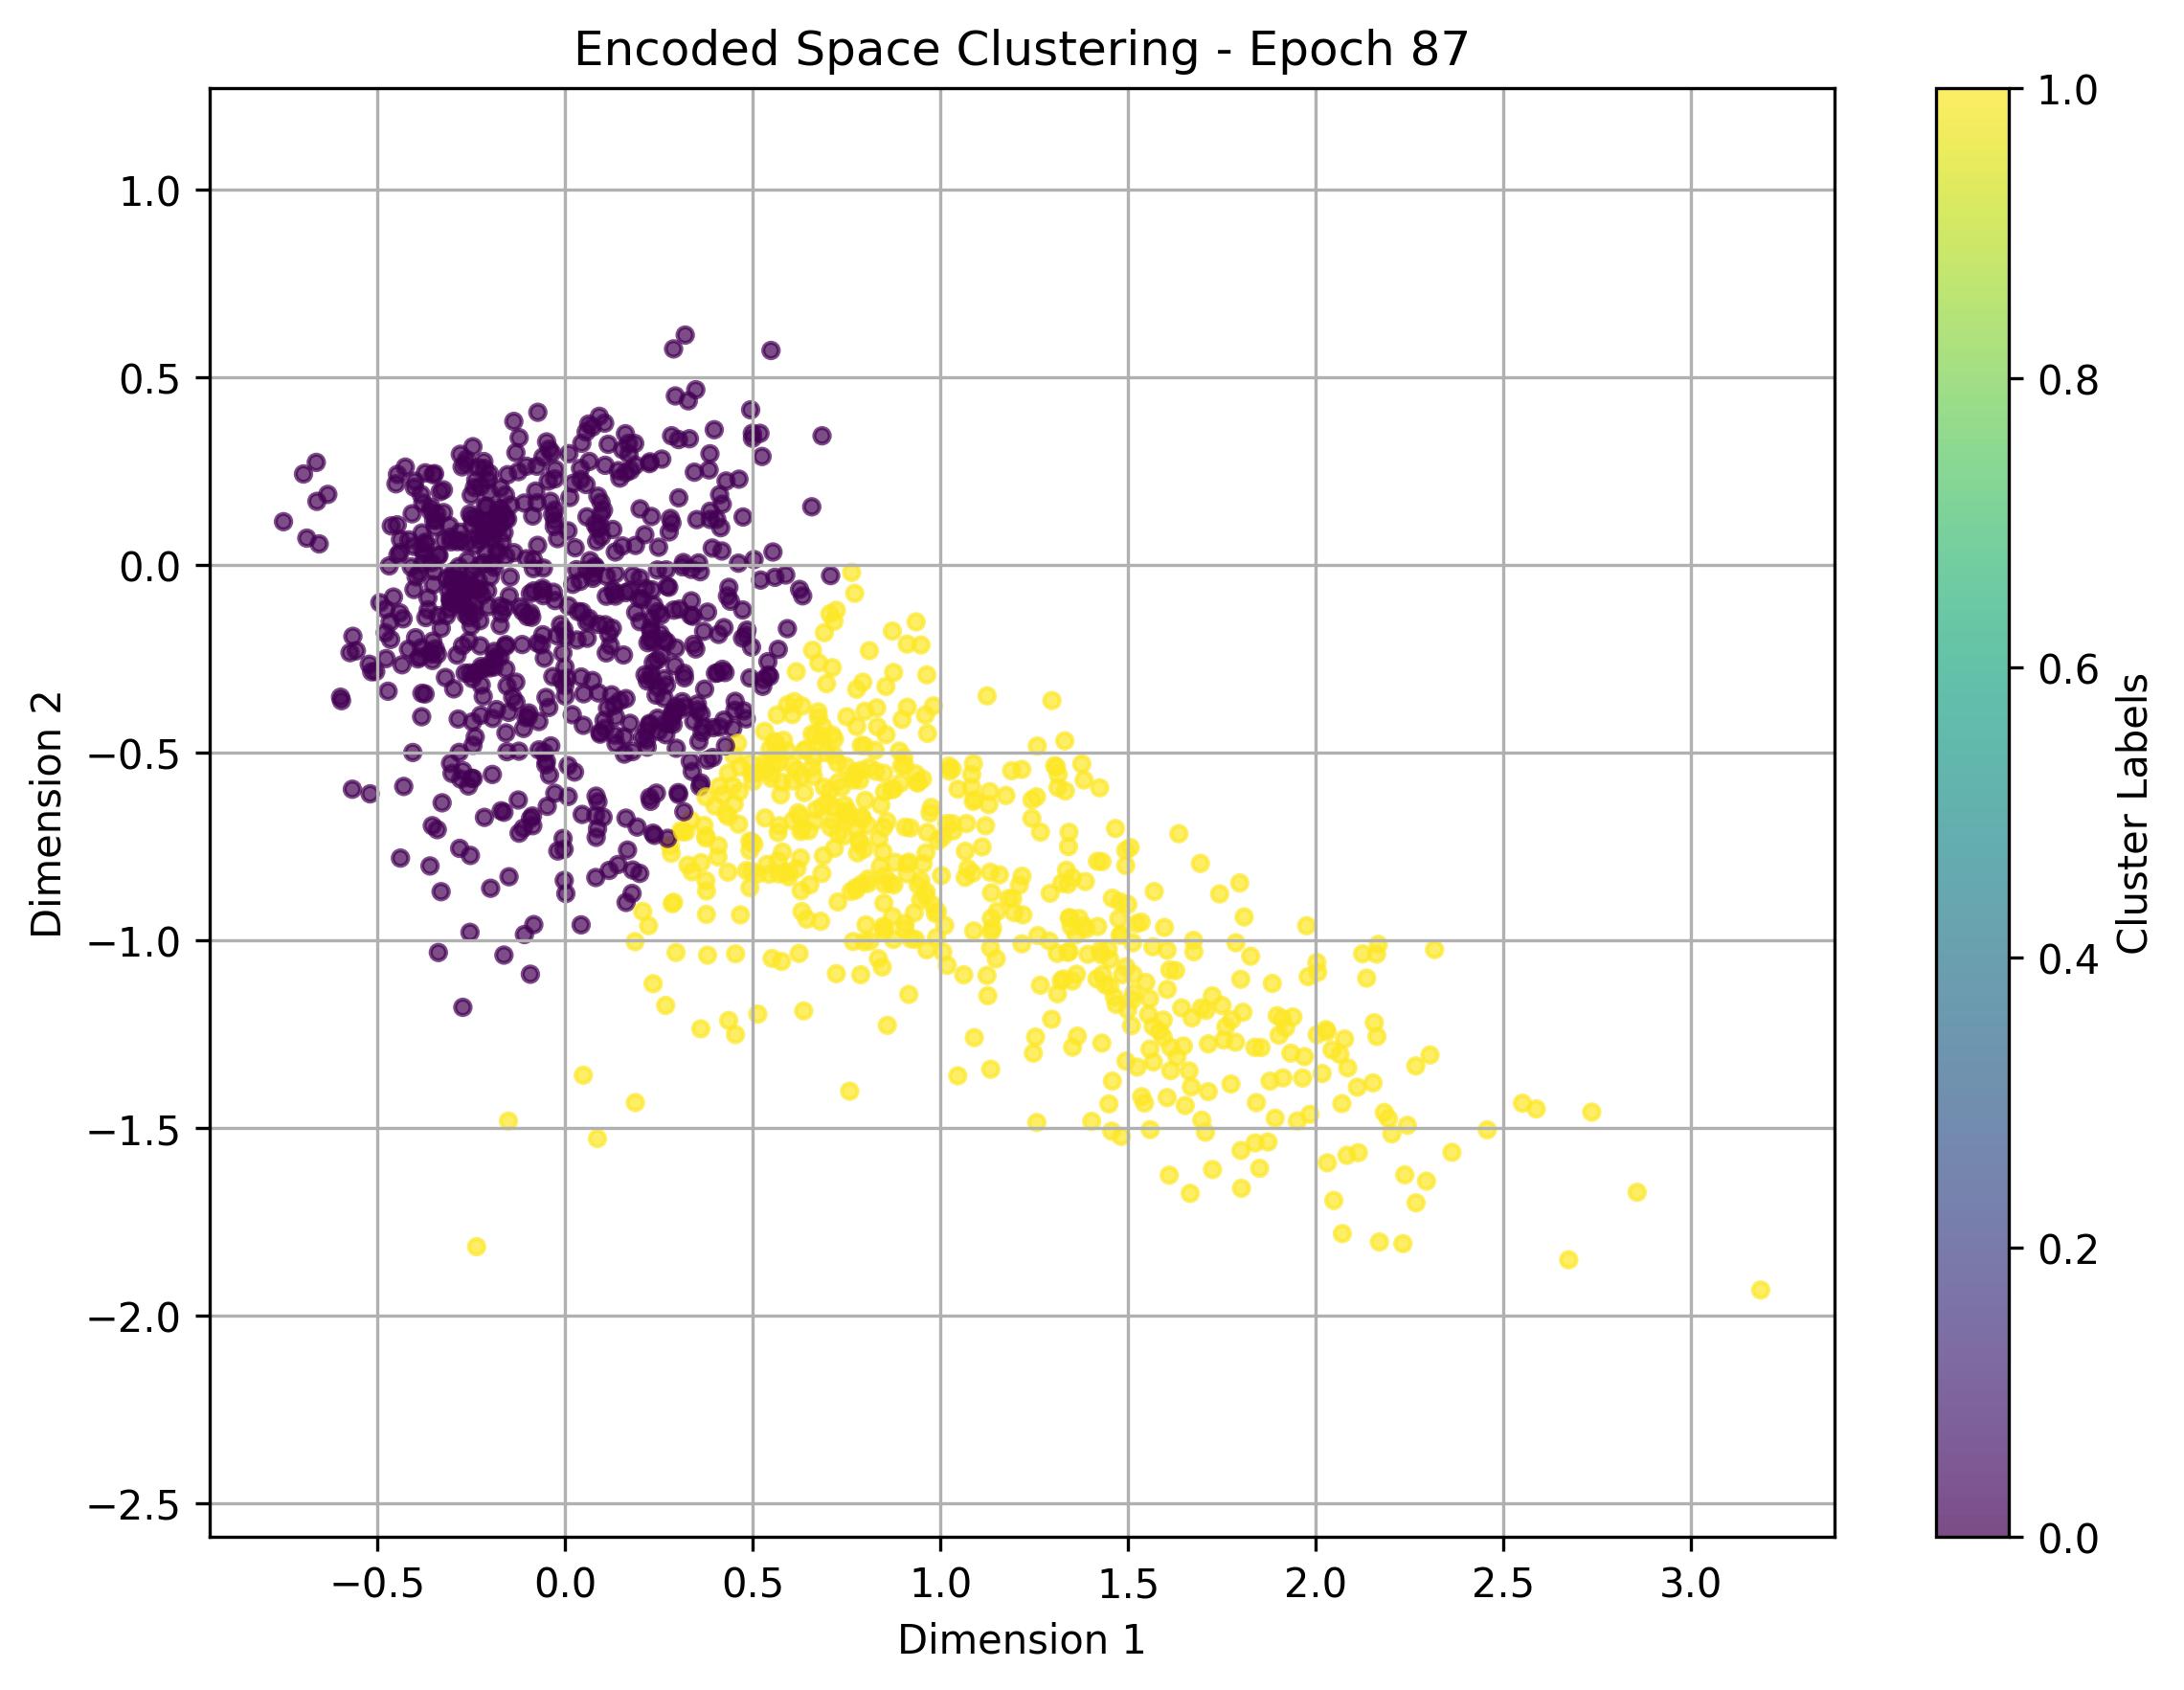 Encoded Space Clustering - Epoch 87
1.0
0.5
0.0
−0.5
−1.0
−1.5
−2.0
−2.5
Dimension 2
−0.5 0.0 0.5 1.0 1.5 2.0 2.5 3.0
Dimension 1
1.0
0.8
0.6
0.4
0.2
0.0
Cluster Labels